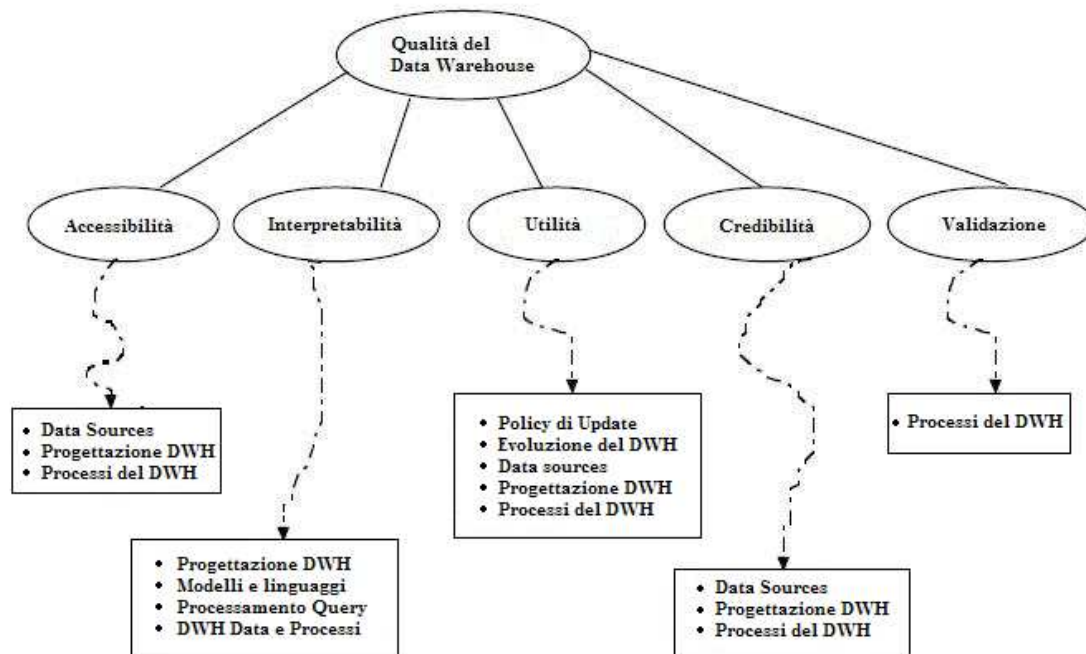 Qualità del
Data Warehouse
Accessibilità
Interpretabilità
Utilità
Credibilità
Validazione
• Data Sources
• Progettazione DWH
• Processi del DWH
• Progettazione DWH
• Modelli e linguaggi
• Processamento Query
• DWH Data e Processi
• Policy di Update
• Evoluzione del DWH
• Data sources
• Progettazione DWH
• Processi del DWH
• Data Sources
• Progettazione DWH
• Processi del DWH
• Processi del DWH